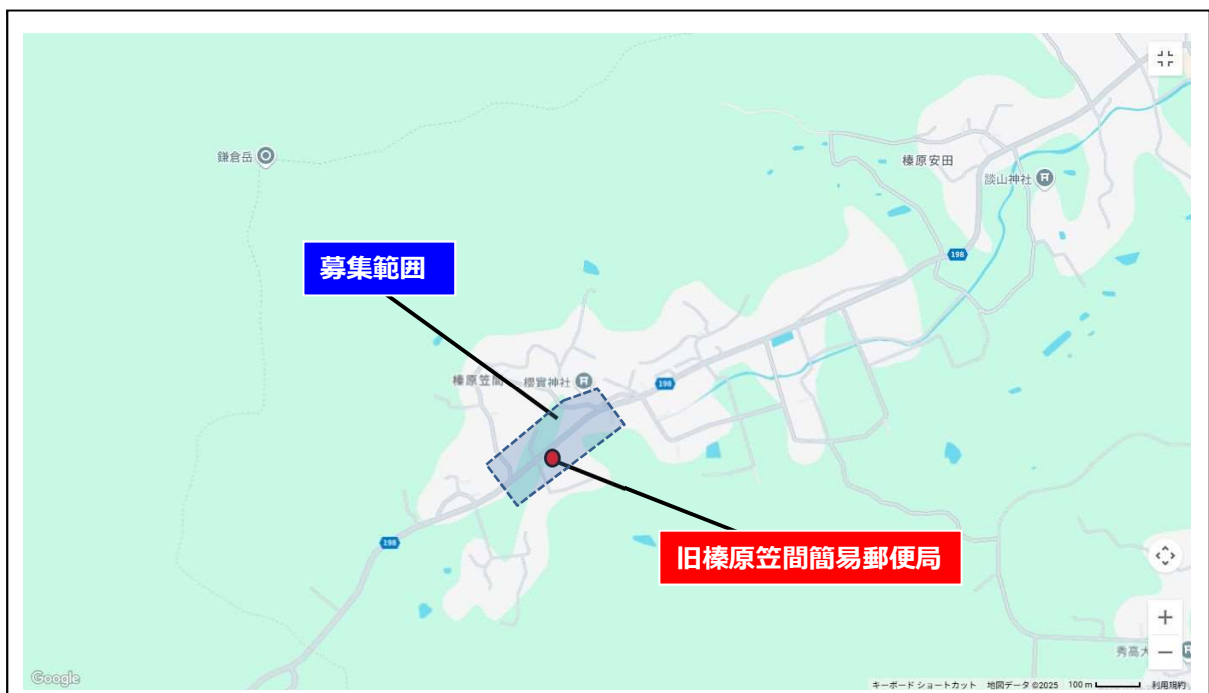 鎌倉岳
榛原安田
談山神社
198
募集範囲
榛原笠間
櫻實神社
198
198
旧榛原笠間簡易郵便局
秀高大
Google
キーボード ショートカット 地図データ ©2025 100 m 利用規約